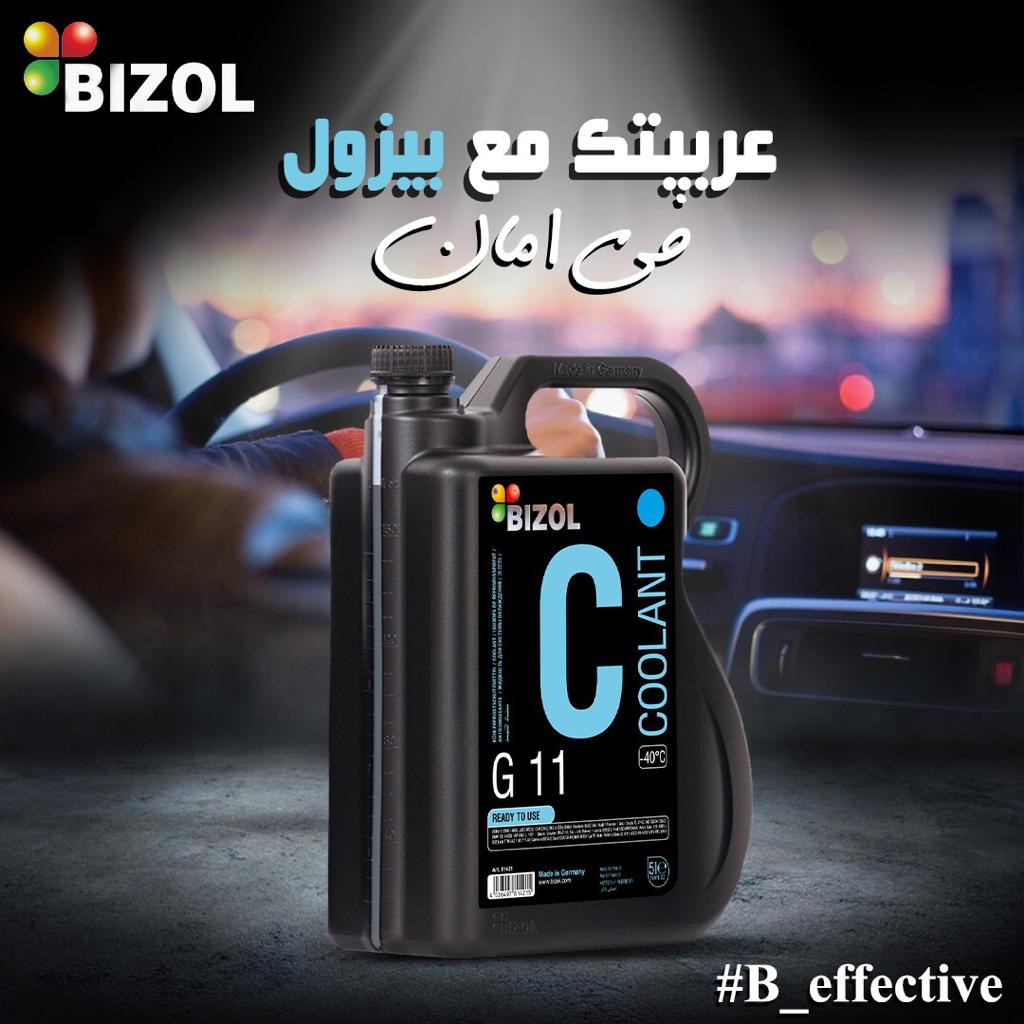 BIZOL
عربيتك مع بيزول
في امان
Made in Germany
BIZOL
C
COOLANT
-40°C
G 11
READY TO USE
Made in Germany
www.bizol.com
5l e
BIZOL
#B_effective